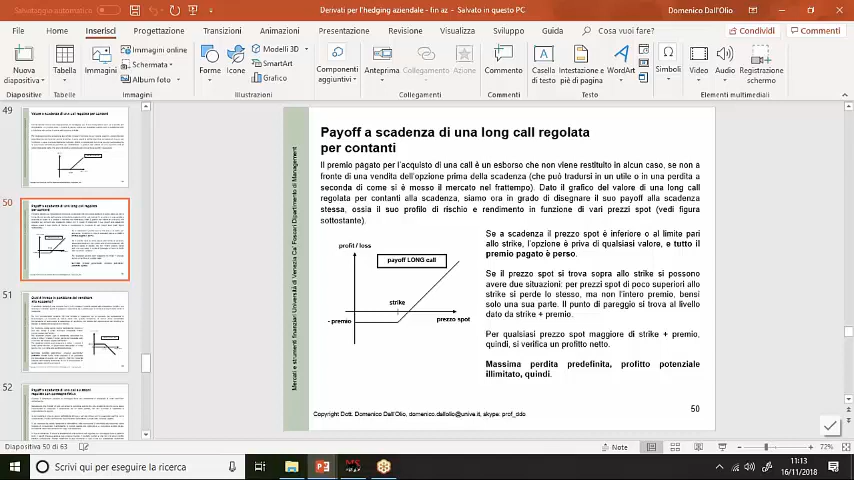 Salvataggio automatico
Derivati per l'hedging aziendale - fin az - Salvato in questo PC
Domenico Dall'Olio
File
Home
Inserisci
Progettazione
Transizioni
Animazioni
Presentazione
Revisione
Visualizza
Sviluppo
Guida
Cosa vuoi fare?
Condividi
Commenti
Nuova diapositiva
Tabella
Immagini
Immagini online
Schermata
Album foto
Forme
Icone
Modelli 3D
SmartArt
Grafico
Componenti aggiuntivi
Anteprima
Collegamento
Azione
Commento
Casella di testo
Intestazione e piè di pagina
WordArt
Simboli
Video
Audio
Registrazione schermo
Diapositive
Tabelle
Immagini
Illustrazioni
Collegamenti
Commenti
Testo
Elementi multimediali
49
50
51
52
Mercati e strumenti finanziari Università di Venezia Ca' Foscari Dipartimento di Management
Payoff a scadenza di una long call regolata
per contanti
Il premio pagato per l'acquisto di una call è un esborso che non viene restituito in alcun caso, se non a
fronte di una vendita dell'opzione prima della scadenza (che può tradursi in un utile o in una perdita a
seconda di come si è mosso il mercato nel frattempo). Dato il grafico del valore di una long call
regolata per contanti alla scadenza, siamo ora in grado di disegnare il suo payoff alla scadenza
stessa, ossia il suo profilo di rischio e rendimento in funzione di vari prezzi spot (vedi figura
sottostante).
profit / loss
payoff LONG call
strike
- premio
prezzo spot
Se a scadenza il prezzo spot è inferiore o al limite pari
allo strike, l'opzione è priva di qualsiasi valore, e tutto il
premio pagato è perso.
Se il prezzo spot si trova sopra allo strike si possono
avere due situazioni: per prezzi spot di poco superiori allo
strike si perde lo stesso, ma non l'intero premio, bensì
solo una sua parte. Il punto di pareggio si trova al livello
dato da strike + premio.
Per qualsiasi prezzo spot maggiore di strike + premio,
quindi, si verifica un profitto netto.
Massima perdita predefinita, profitto potenziale
illimitato, quindi.
Copyright Dott. Domenico Dall'Olio, domenico.dallolio@unive.it, skype: prof_ddo
50
Diapositiva 50 di 63
Note
72%
Scrivi qui per eseguire la ricerca
11:13
16/11/2018